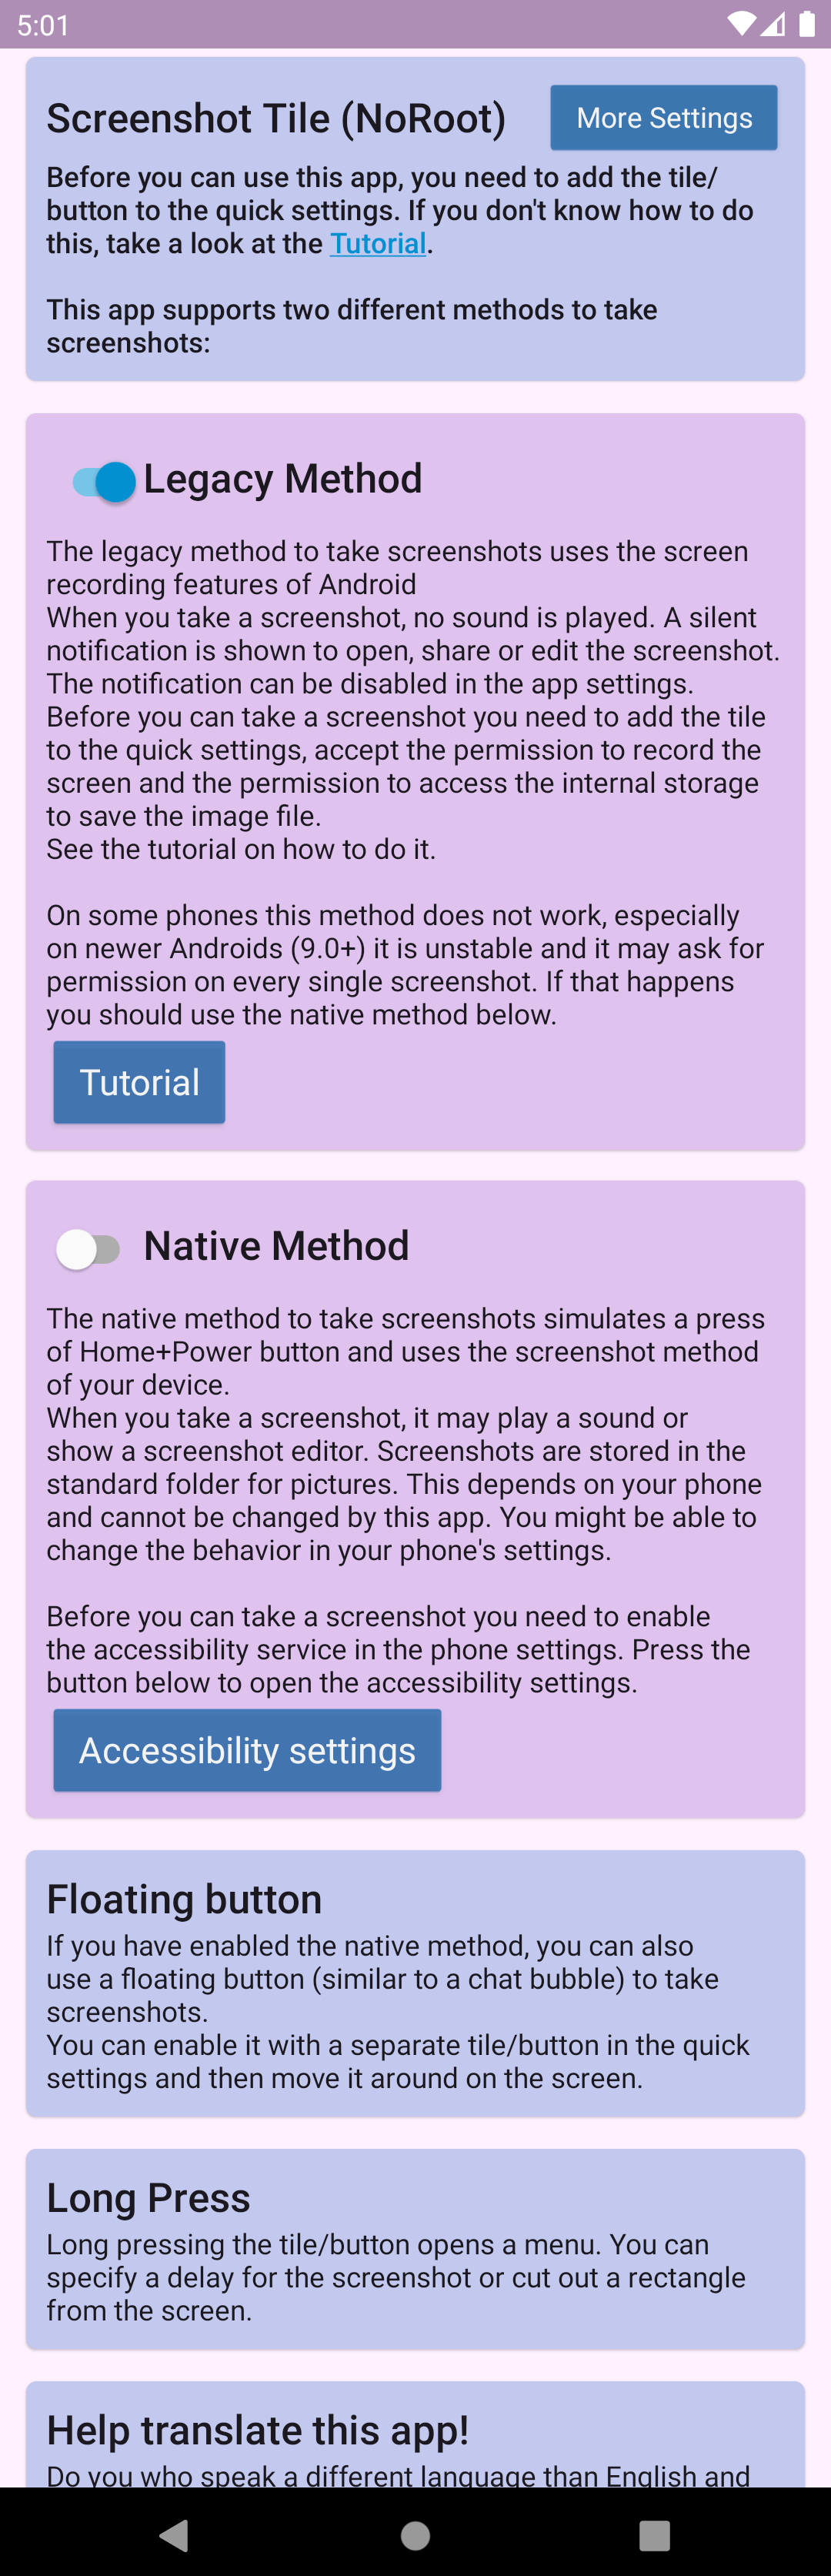 5:01
Screenshot Tile (NoRoot)
More Settings
Before you can use this app, you need to add the tile/
button to the quick settings. If you don't know how to do
this, take a look at the Tutorial.
This app supports two different methods to take
screenshots:
Legacy Method
The legacy method to take screenshots uses the screen
recording features of Android
When you take a screenshot, no sound is played. A silent
notification is shown to open, share or edit the screenshot.
The notification can be disabled in the app settings.
Before you can take a screenshot you need to add the tile
to the quick settings, accept the permission to record the
screen and the permission to access the internal storage
to save the image file.
See the tutorial on how to do it.
On some phones this method does not work, especially
on newer Androids (9.0+) it is unstable and it may ask for
permission on every single screenshot. If that happens
you should use the native method below.
Tutorial
Native Method
The native method to take screenshots simulates a press
of Home+Power button and uses the screenshot method
of your device.
When you take a screenshot, it may play a sound or
show a screenshot editor. Screenshots are stored in the
standard folder for pictures. This depends on your phone
and cannot be changed by this app. You might be able to
change the behavior in your phone's settings.
Before you can take a screenshot you need to enable
the accessibility service in the phone settings. Press the
button below to open the accessibility settings.
Accessibility settings
Floating button
If you have enabled the native method, you can also
use a floating button (similar to a chat bubble) to take
screenshots.
You can enable it with a separate tile/button in the quick
settings and then move it around on the screen.
Long Press
Long pressing the tile/button opens a menu. You can
specify a delay for the screenshot or cut out a rectangle
from the screen.
Help translate this app!
Do you who speak a different language than English and